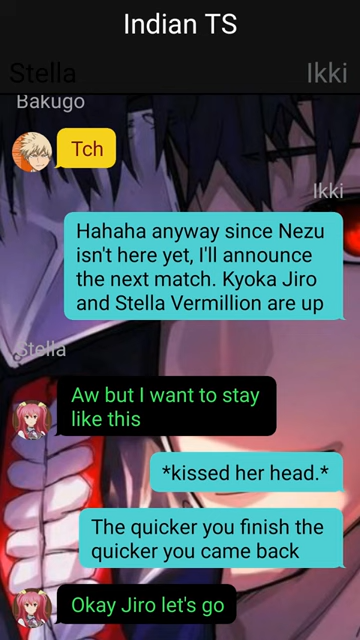 Indian TS
Stella
Ikki
Bakugo
Tch
Ikki
Hahaha anyway since Nezu
isn't here yet, I'll announce
the next match. Kyoka Jiro
and Stella Vermillion are up
Stella
Aw but I want to stay
like this
*kissed her head.*
The quicker you finish the
quicker you came back
Okay Jiro let's go